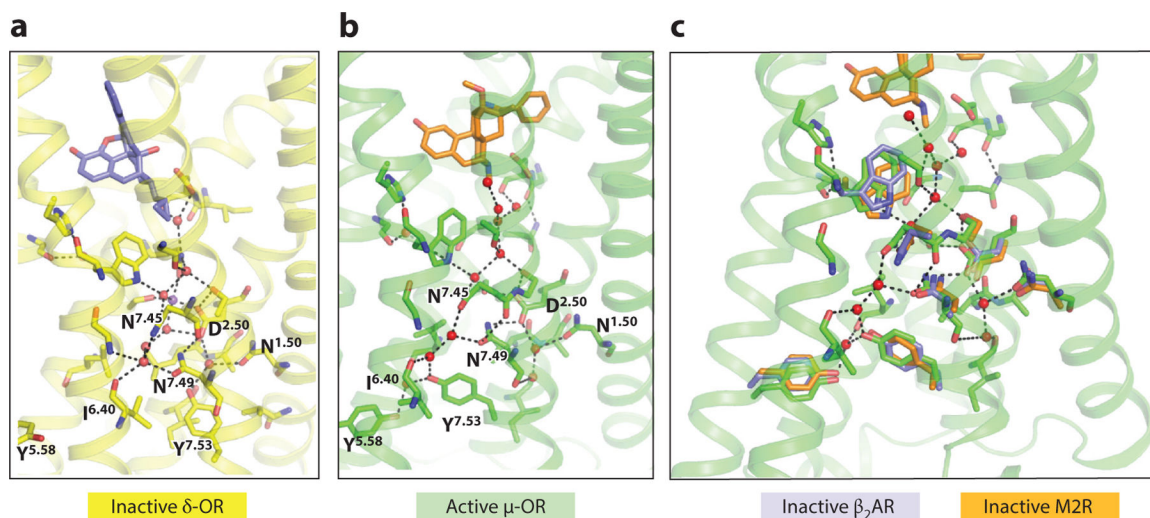 a
b
c
N7.45
D2.50
N1.50
N7.49
I6.40
Y7.53
Y5.58
N7.45
D2.50
N1.50
N7.49
I6.40
Y7.53
Y5.58
Inactive δ-OR
Active μ-OR
Inactive β2AR
Inactive M2R